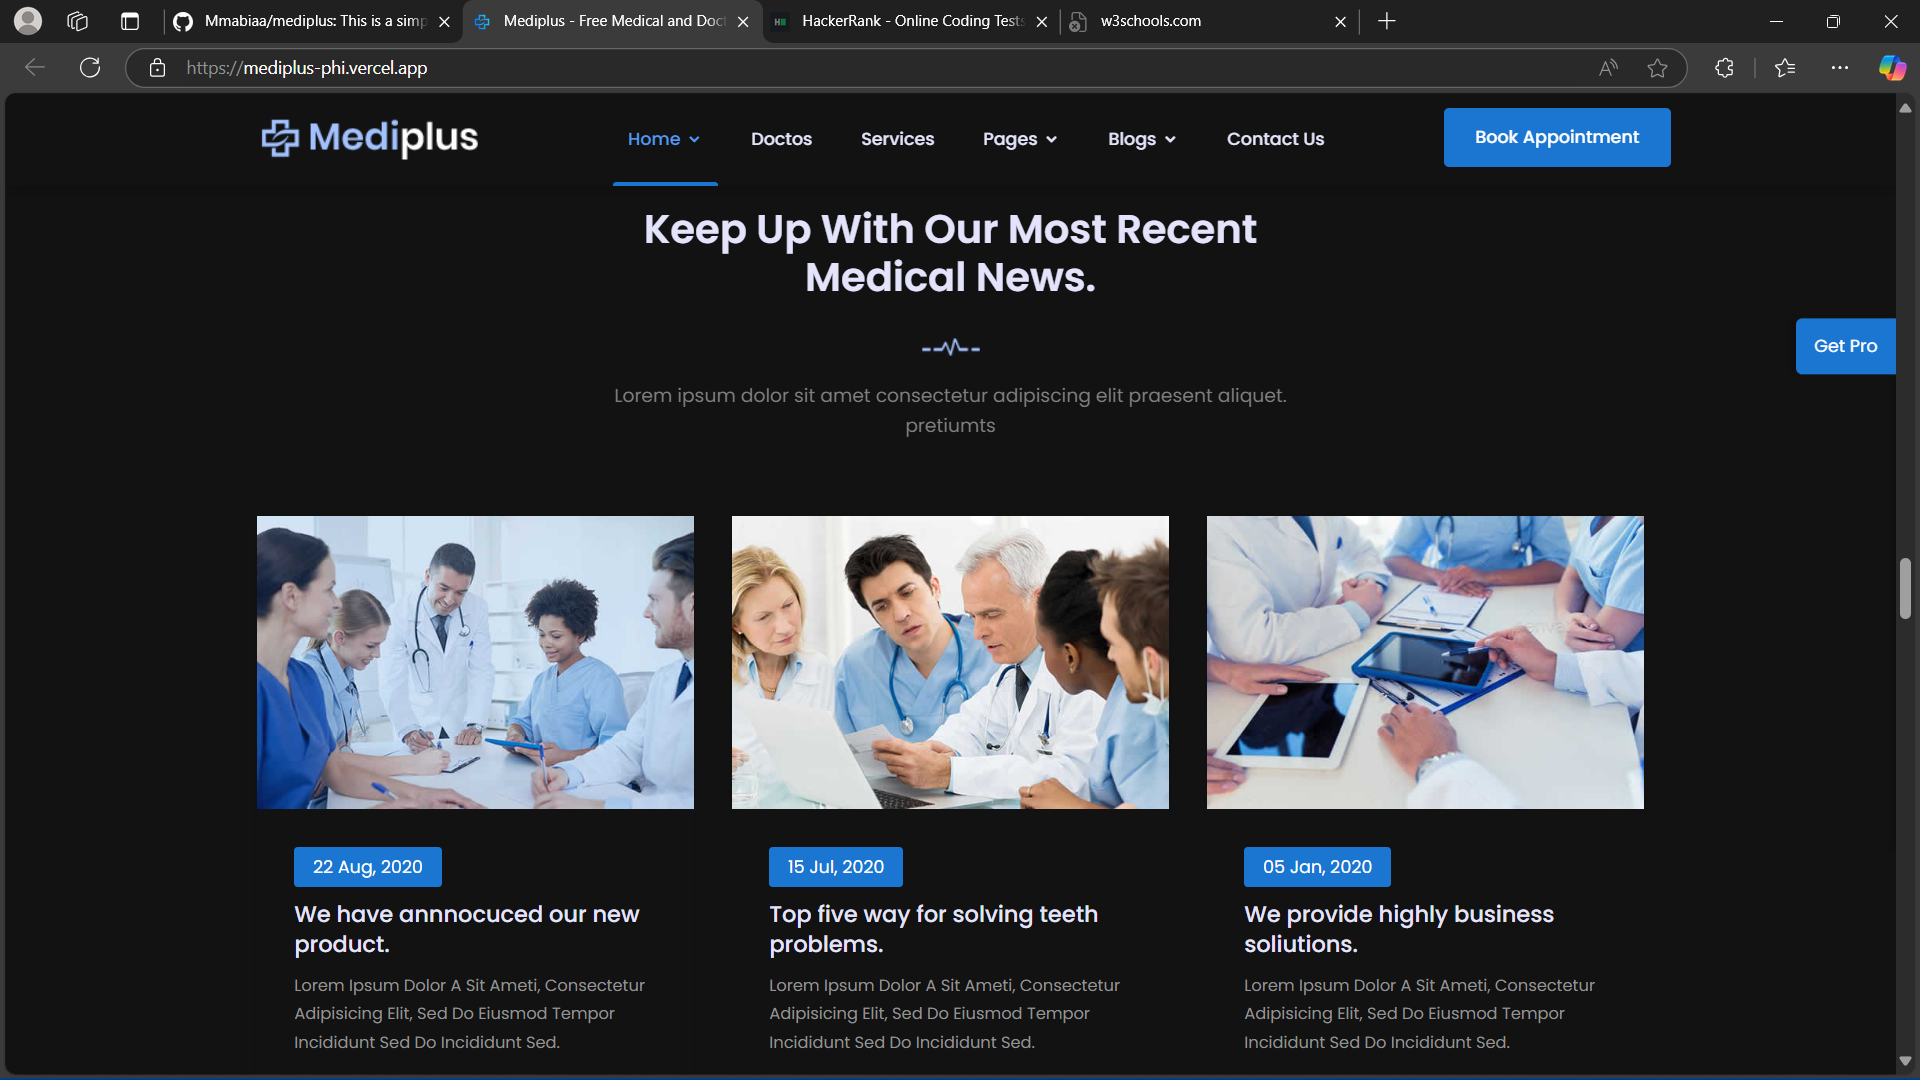 Mmabiaa/mediplus: This is a simp
Mediplus - Free Medical and Doct
HackerRank - Online Coding Tests
w3schools.com
https://mediplus-phi.vercel.app
Mediplus
Home
Doctos
Services
Pages
Blogs
Contact Us
Book Appointment
Keep Up With Our Most Recent
Medical News.
Get Pro
Lorem ipsum dolor sit amet consectetur adipiscing elit praesent aliquet.
pretiumts
22 Aug, 2020
We have annnocuced our new
product.
Lorem Ipsum Dolor A Sit Ameti, Consectetur
Adipisicing Elit, Sed Do Eiusmod Tempor
Incididunt Sed Do Incididunt Sed.
15 Jul, 2020
Top five way for solving teeth
problems.
Lorem Ipsum Dolor A Sit Ameti, Consectetur
Adipisicing Elit, Sed Do Eiusmod Tempor
Incididunt Sed Do Incididunt Sed.
05 Jan, 2020
We provide highly business
soliutions.
Lorem Ipsum Dolor A Sit Ameti, Consectetur
Adipisicing Elit, Sed Do Eiusmod Tempor
Incididunt Sed Do Incididunt Sed.